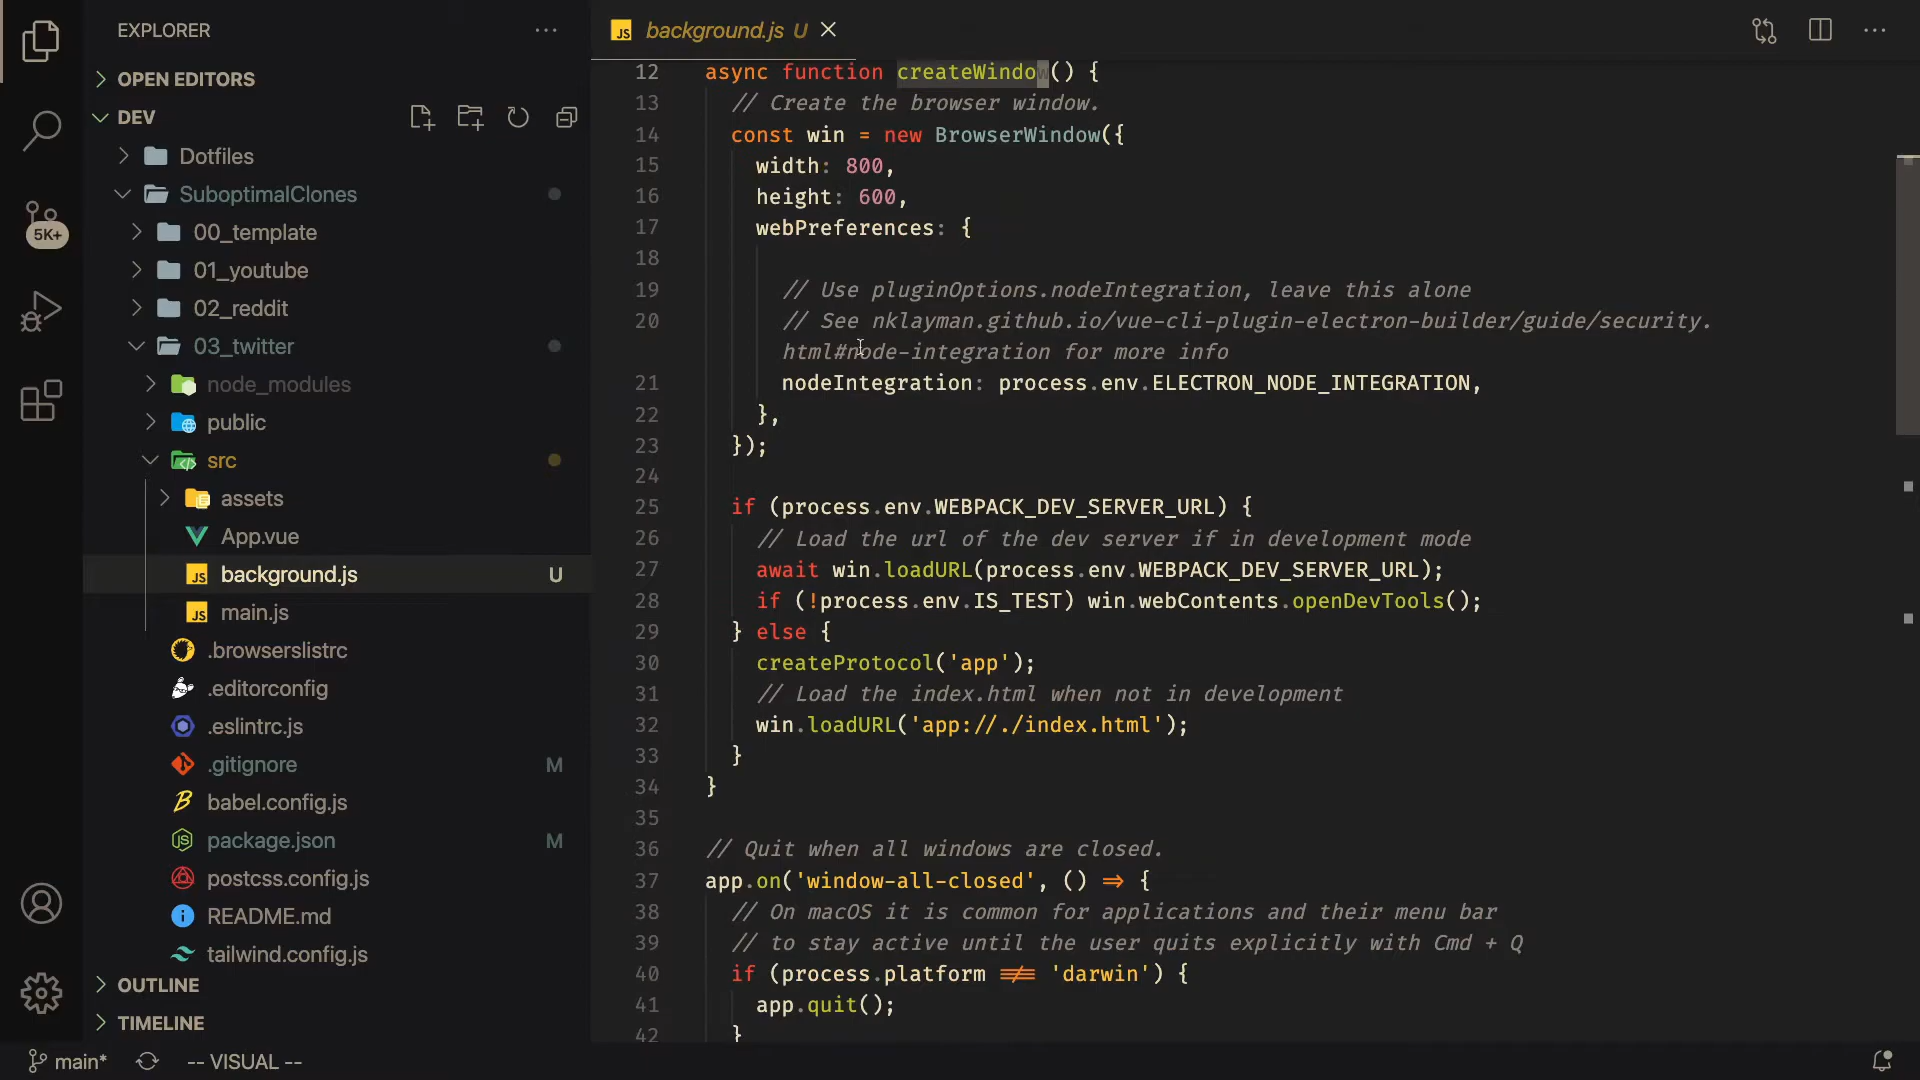 EXPLORER
OPEN EDITORS
DEV
Dotfiles
SuboptimalClones
00_template
01_youtube
02_reddit
03_twitter
node_modules
public
src
assets
App.vue
JS background.js U
JS main.js
.browserslistrc
.editorconfig
.eslintrc.js
.gitignore M
babel.config.js
package.json M
postcss.config.js
README.md
tailwind.config.js
OUTLINE
TIMELINE
5K+
JS background.js U
12 async function createWindow() {
13 // Create the browser window.
14 const win = new BrowserWindow({
15 width: 800,
16 height: 600,
17 webPreferences: {
18
19 // Use pluginOptions.nodeIntegration, leave this alone
20 // See nklayman.github.io/vue-cli-plugin-electron-builder/guide/security.
html#node-integration for more info
21 nodeIntegration: process.env.ELECTRON_NODE_INTEGRATION,
22 },
23 });
24
25 if (process.env.WEBPACK_DEV_SERVER_URL) {
26 // Load the url of the dev server if in development mode
27 await win.loadURL(process.env.WEBPACK_DEV_SERVER_URL);
28 if (!process.env.IS_TEST) win.webContents.openDevTools();
29 } else {
30 createProtocol('app');
31 // Load the index.html when not in development
32 win.loadURL('app://./index.html');
33 }
34 }
35
36 // Quit when all windows are closed.
37 app.on('window-all-closed', () => {
38 // On macOS it is common for applications and their menu bar
39 // to stay active until the user quits explicitly with Cmd + Q
40 if (process.platform !== 'darwin') {
41 app.quit();
42 }
main*
-- VISUAL --